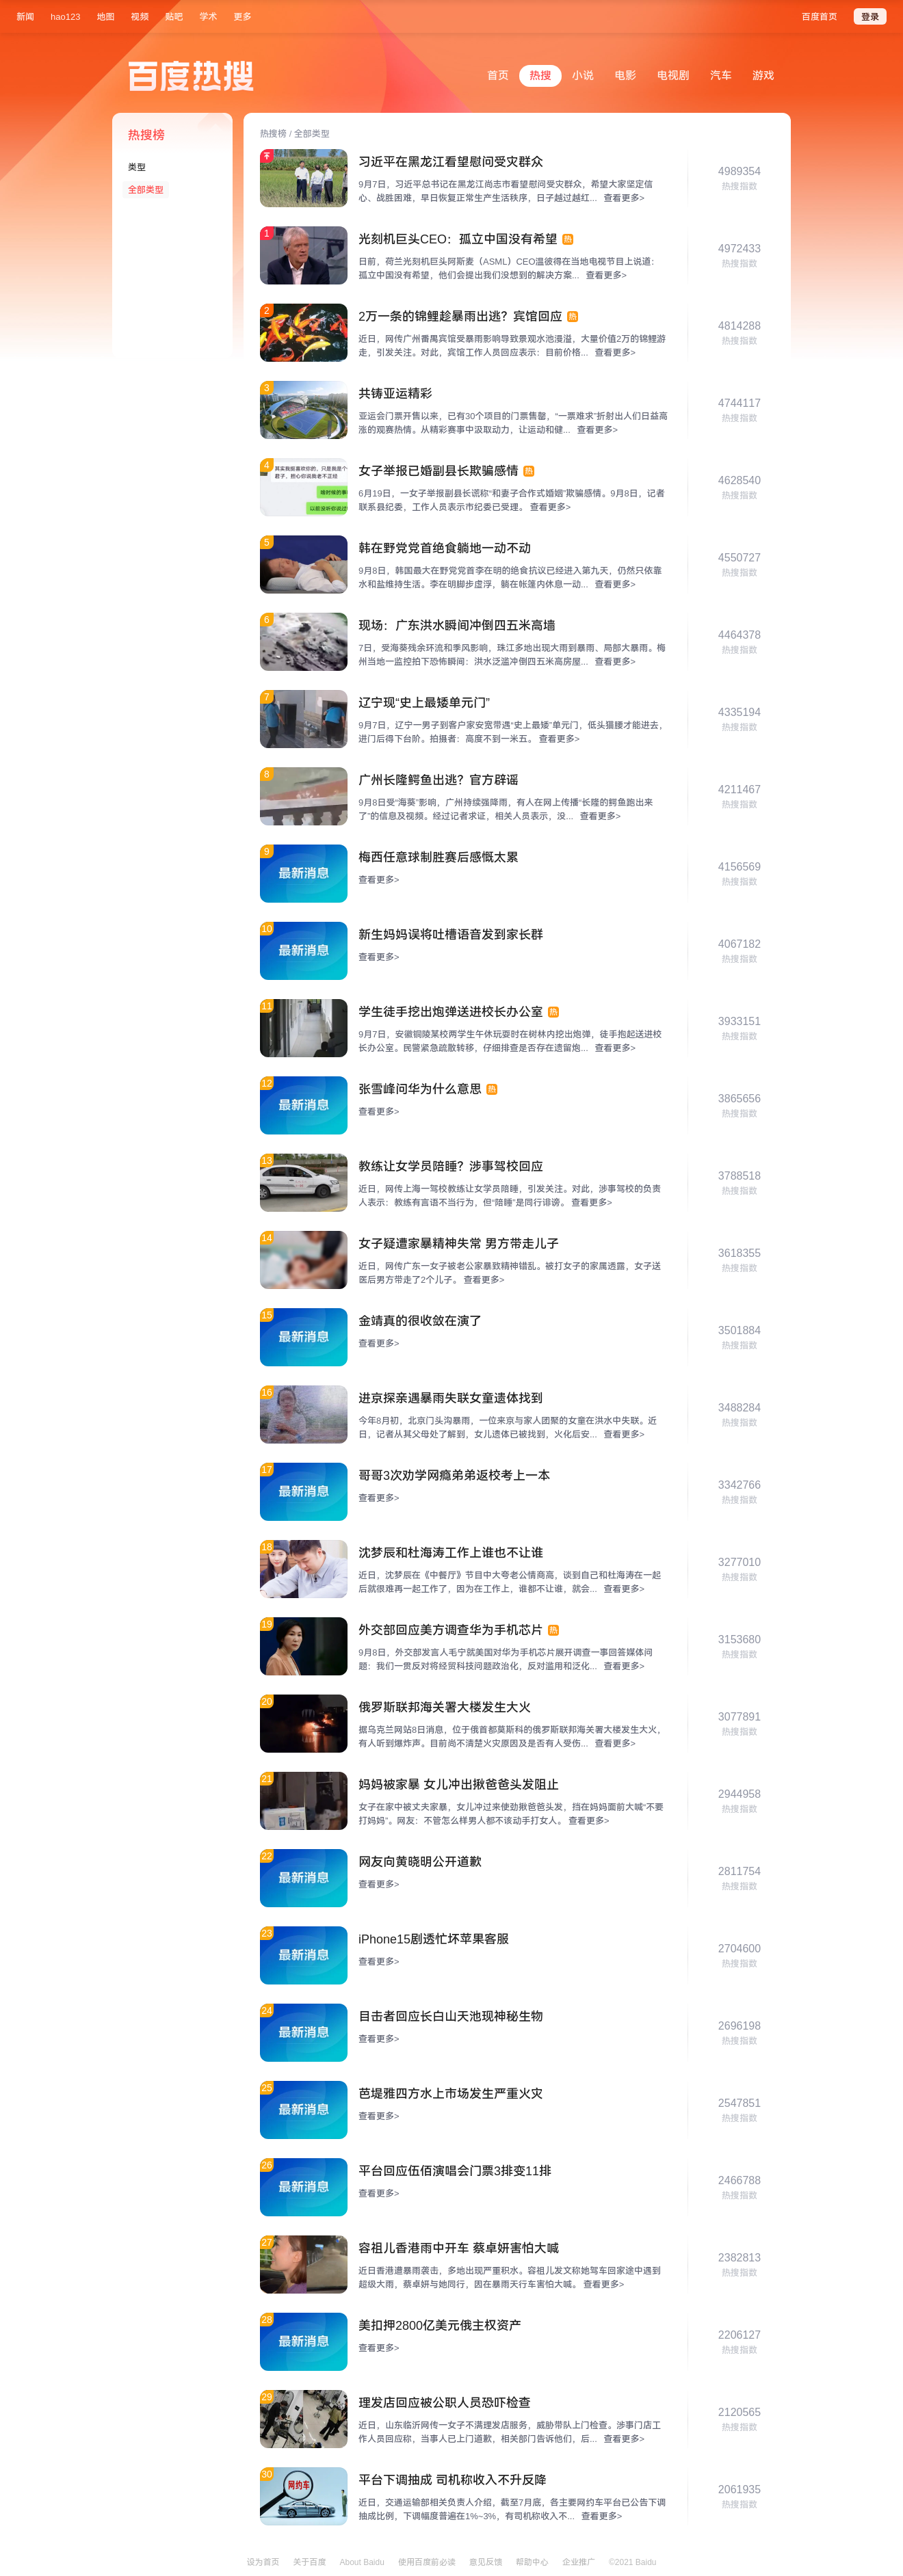 新闻 hao123 地图 视频 贴吧 学术 更多 百度首页 登录
百度热搜
首页 热搜 小说 电影 电视剧 汽车 游戏
热搜榜
类型
全部类型
热搜榜 / 全部类型
习近平在黑龙江看望慰问受灾群众
9月7日，习近平总书记在黑龙江尚志市看望慰问受灾群众，希望大家坚定信
心、战胜困难，早日恢复正常生产生活秩序，日子越过越红... 查看更多>
4989354
热搜指数
1
光刻机巨头CEO：孤立中国没有希望 热
日前，荷兰光刻机巨头阿斯麦（ASML）CEO温彼得在当地电视节目上说道：
孤立中国没有希望，他们会提出我们没想到的解决方案... 查看更多>
4972433
热搜指数
2
2万一条的锦鲤趁暴雨出逃？宾馆回应 热
近日，网传广州番禺宾馆受暴雨影响导致景观水池漫溢，大量价值2万的锦鲤游
走，引发关注。对此，宾馆工作人员回应表示：目前价格... 查看更多>
4814288
热搜指数
3
共铸亚运精彩
亚运会门票开售以来，已有30个项目的门票售罄，“一票难求”折射出人们日益高
涨的观赛热情。从精彩赛事中汲取动力，让运动和健... 查看更多>
4744117
热搜指数
4
女子举报已婚副县长欺骗感情 热
6月19日，一女子举报副县长谎称“和妻子合作式婚姻”欺骗感情。9月8日，记者
联系县纪委，工作人员表示市纪委已受理。 查看更多>
4628540
热搜指数
5
韩在野党党首绝食躺地一动不动
9月8日，韩国最大在野党党首李在明的绝食抗议已经进入第九天，仍然只依靠
水和盐维持生活。李在明脚步虚浮，躺在帐篷内休息一动... 查看更多>
4550727
热搜指数
6
现场：广东洪水瞬间冲倒四五米高墙
7日，受海葵残余环流和季风影响，珠江多地出现大雨到暴雨、局部大暴雨。梅
州当地一监控拍下恐怖瞬间：洪水泛滥冲倒四五米高房屋... 查看更多>
4464378
热搜指数
7
辽宁现“史上最矮单元门”
9月7日，辽宁一男子到客户家安宽带遇“史上最矮”单元门，低头猫腰才能进去，
进门后得下台阶。拍摄者：高度不到一米五。 查看更多>
4335194
热搜指数
8
广州长隆鳄鱼出逃？官方辟谣
9月8日受“海葵”影响，广州持续强降雨，有人在网上传播“长隆的鳄鱼跑出来
了”的信息及视频。经过记者求证，相关人员表示，没... 查看更多>
4211467
热搜指数
9
最新消息
梅西任意球制胜赛后感慨太累
查看更多>
4156569
热搜指数
10
最新消息
新生妈妈误将吐槽语音发到家长群
查看更多>
4067182
热搜指数
11
学生徒手挖出炮弹送进校长办公室 热
9月7日，安徽铜陵某校两学生午休玩耍时在树林内挖出炮弹，徒手抱起送进校
长办公室。民警紧急疏散转移，仔细排查是否存在遗留炮... 查看更多>
3933151
热搜指数
12
最新消息
张雪峰问华为什么意思 热
查看更多>
3865656
热搜指数
13
教练让女学员陪睡？涉事驾校回应
近日，网传上海一驾校教练让女学员陪睡，引发关注。对此，涉事驾校的负责
人表示：教练有言语不当行为，但“陪睡”是同行诽谤。 查看更多>
3788518
热搜指数
14
女子疑遭家暴精神失常 男方带走儿子
近日，网传广东一女子被老公家暴致精神错乱。被打女子的家属透露，女子送
医后男方带走了2个儿子。 查看更多>
3618355
热搜指数
15
最新消息
金靖真的很收敛在演了
查看更多>
3501884
热搜指数
16
进京探亲遇暴雨失联女童遗体找到
今年8月初，北京门头沟暴雨，一位来京与家人团聚的女童在洪水中失联。近
日，记者从其父母处了解到，女儿遗体已被找到，火化后安... 查看更多>
3488284
热搜指数
17
最新消息
哥哥3次劝学网瘾弟弟返校考上一本
查看更多>
3342766
热搜指数
18
沈梦辰和杜海涛工作上谁也不让谁
近日，沈梦辰在《中餐厅》节目中大夸老公情商高，谈到自己和杜海涛在一起
后就很难再一起工作了，因为在工作上，谁都不让谁，就会... 查看更多>
3277010
热搜指数
19
外交部回应美方调查华为手机芯片 热
9月8日，外交部发言人毛宁就美国对华为手机芯片展开调查一事回答媒体问
题：我们一贯反对将经贸科技问题政治化，反对滥用和泛化... 查看更多>
3153680
热搜指数
20
俄罗斯联邦海关署大楼发生大火
据乌克兰网站8日消息，位于俄首都莫斯科的俄罗斯联邦海关署大楼发生大火，
有人听到爆炸声。目前尚不清楚火灾原因及是否有人受伤... 查看更多>
3077891
热搜指数
21
妈妈被家暴 女儿冲出揪爸爸头发阻止
女子在家中被丈夫家暴，女儿冲过来使劲揪爸爸头发，挡在妈妈面前大喊“不要
打妈妈”。网友：不管怎么样男人都不该动手打女人。 查看更多>
2944958
热搜指数
22
最新消息
网友向黄晓明公开道歉
查看更多>
2811754
热搜指数
23
最新消息
iPhone15剧透忙坏苹果客服
查看更多>
2704600
热搜指数
24
最新消息
目击者回应长白山天池现神秘生物
查看更多>
2696198
热搜指数
25
最新消息
芭堤雅四方水上市场发生严重火灾
查看更多>
2547851
热搜指数
26
最新消息
平台回应伍佰演唱会门票3排变11排
查看更多>
2466788
热搜指数
27
容祖儿香港雨中开车 蔡卓妍害怕大喊
近日香港遭暴雨袭击，多地出现严重积水。容祖儿发文称她驾车回家途中遇到
超级大雨，蔡卓妍与她同行，因在暴雨天行车害怕大喊。 查看更多>
2382813
热搜指数
28
最新消息
美扣押2800亿美元俄主权资产
查看更多>
2206127
热搜指数
29
理发店回应被公职人员恐吓检查
近日，山东临沂网传一女子不满理发店服务，威胁带队上门检查。涉事门店工
作人员回应称，当事人已上门道歉，相关部门告诉他们，后... 查看更多>
2120565
热搜指数
30
网约车
平台下调抽成 司机称收入不升反降
近日，交通运输部相关负责人介绍，截至7月底，各主要网约车平台已公告下调
抽成比例，下调幅度普遍在1%~3%，有司机称收入不... 查看更多>
2061935
热搜指数
设为首页 关于百度 About Baidu 使用百度前必读 意见反馈 帮助中心 企业推广 ©2021 Baidu